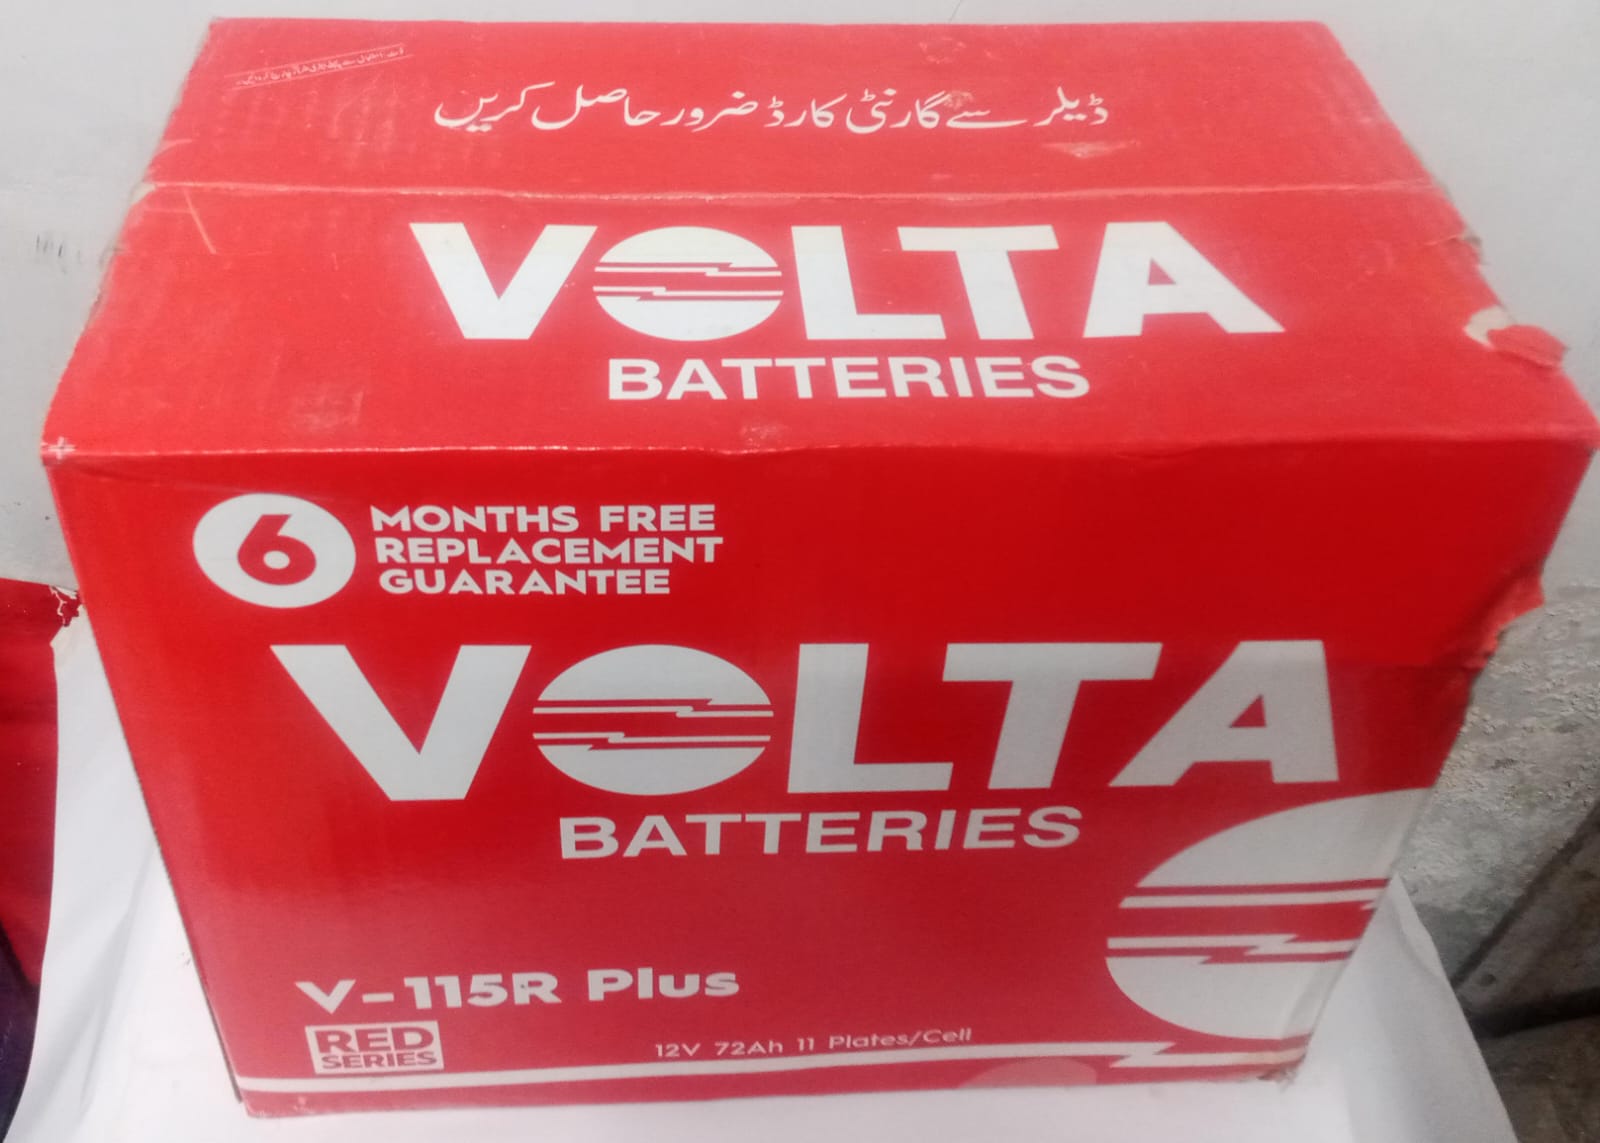 ڈیلر سے گارنٹی کارڈ ضرور حاصل کریں
VOLTA
BATTERIES
6 MONTHS FREE
REPLACEMENT
GUARANTEE
VOLTA
BATTERIES
V-115R Plus
RED
SERIES
12V 72Ah 11 Plates/Cell